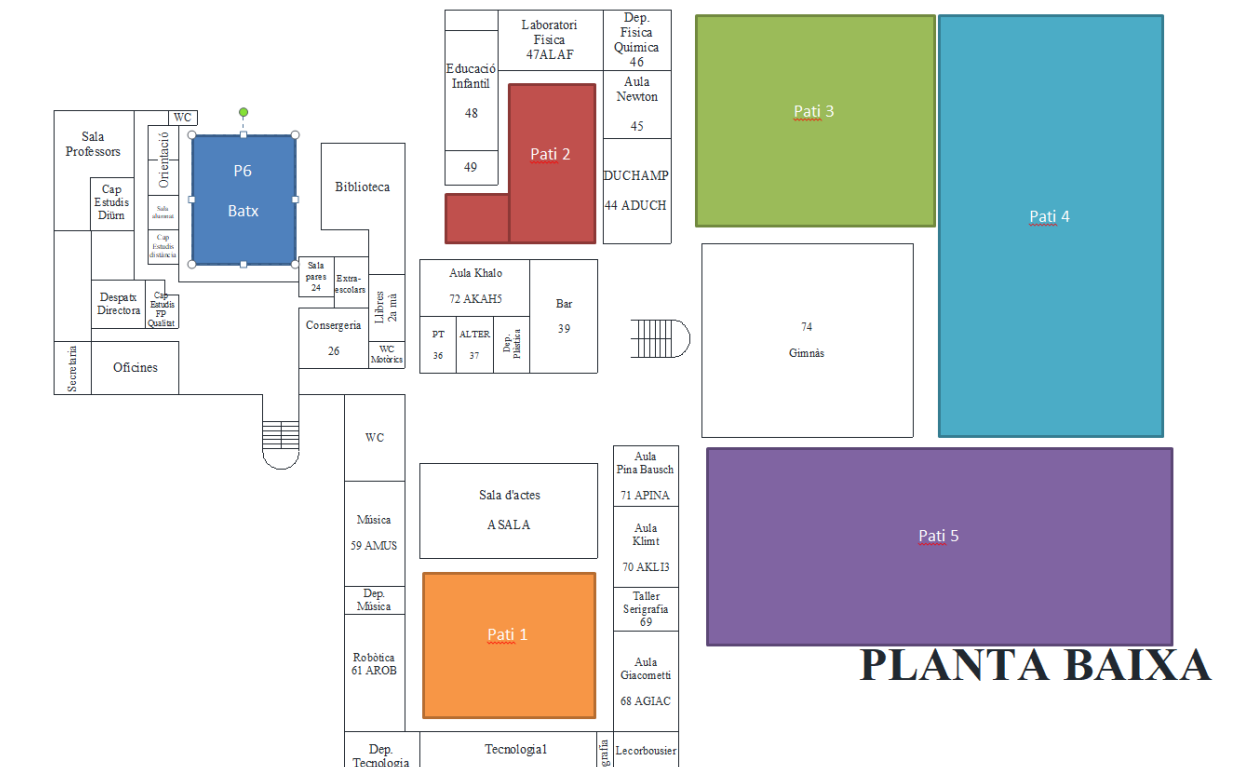 Laboratori
Fisica
47ALAF
Dep.
Fisica
Quimica
46
Educació
Infantil
48
49
Aula
Newton
45
DUCHAMP
44 ADUCH
Pati 2
Pati 3
Pati 4
WC
Sala
Professors
Orientació
Cap
Estudis
Diürn
Sala
alumnat
Cap
Estudis
distància
P6
Batx
Biblioteca
Sala
pares
24
Extra-
escolars
Llibres
2a mà
Despatx
Directora
Cap
Estudis
FP
Qualitat
Consergeria
26
WC
Motòrics
Secretaria
Oficines
Aula Khalo
72 AKAH5
Bar
39
PT
36
ALTER
37
Dep.
Plàstica
74
Gimnàs
WC
Música
59 AMUS
Dep.
Música
Robòtica
61 AROB
Sala d'actes
ASALA
Pati 1
Aula
Pina Bausch
71 APINA
Aula
Klimt
70 AKLI3
Taller
Serigrafia
69
Aula
Giacometti
68 AGIAC
Pati 5
PLANTA BAIXA
Dep.
Tecnologia
Tecnologia1
grafia
Lecorbousier